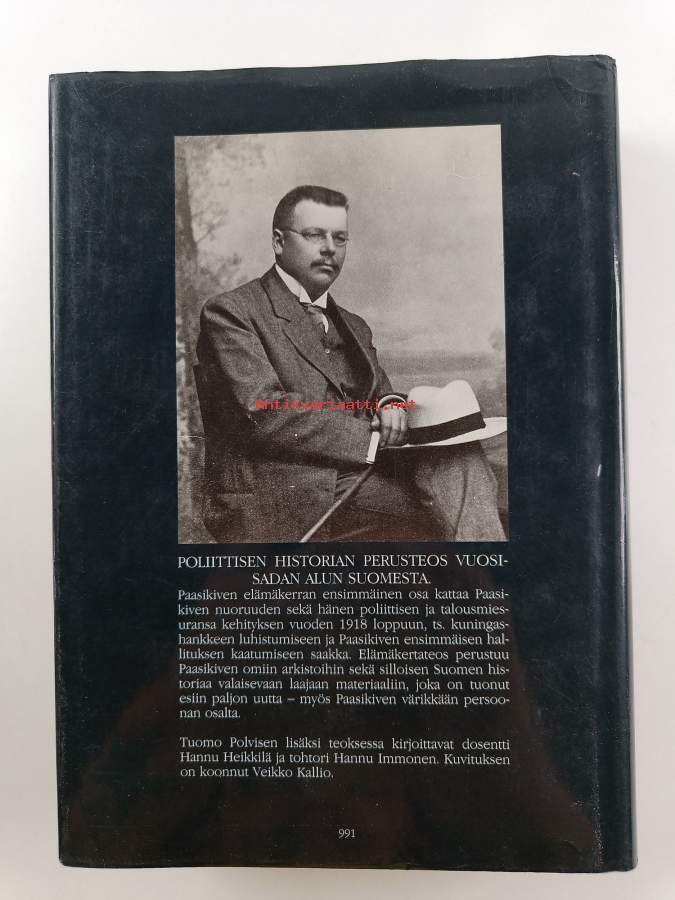 Antikvariaatti.net
POLIITTISEN HISTORIAN PERUSTEOS VUOSI-
SADAN ALUN SUOMESTA.
Paasikiven elämäkerran ensimmäinen osa kattaa Paasi-
kiven nuoruuden sekä hänen poliittisen ja talousmies-
uransa kehityksen vuoden 1918 loppuun, ts. kuningas-
hankkeen luhistumiseen ja Paasikiven ensimmäisen hal-
lituksen kaatumiseen saakka. Elämäkertateos perustuu
Paasikiven omiin arkistoihin sekä silloisen Suomen his-
toriaa valaisevaan laajaan materiaaliin, joka on tuonut
esiin paljon uutta – myös Paasikiven värikkään persoo-
nan osalta.
Tuomo Polvisen lisäksi teoksessa kirjoittavat dosentti
Hannu Heikkilä ja tohtori Hannu Immonen. Kuvituksen
on koonnut Veikko Kallio.
991